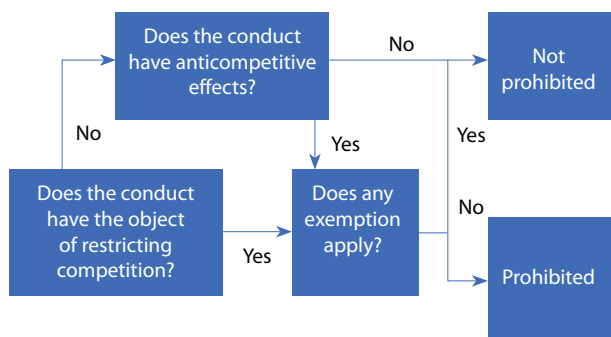 Does the conduct
have anticompetitive
effects?
No
Not
prohibited
No
Yes
Yes
Does the conduct
have the object
of restricting
competition?
Yes
Does any
exemption
apply?
No
Prohibited